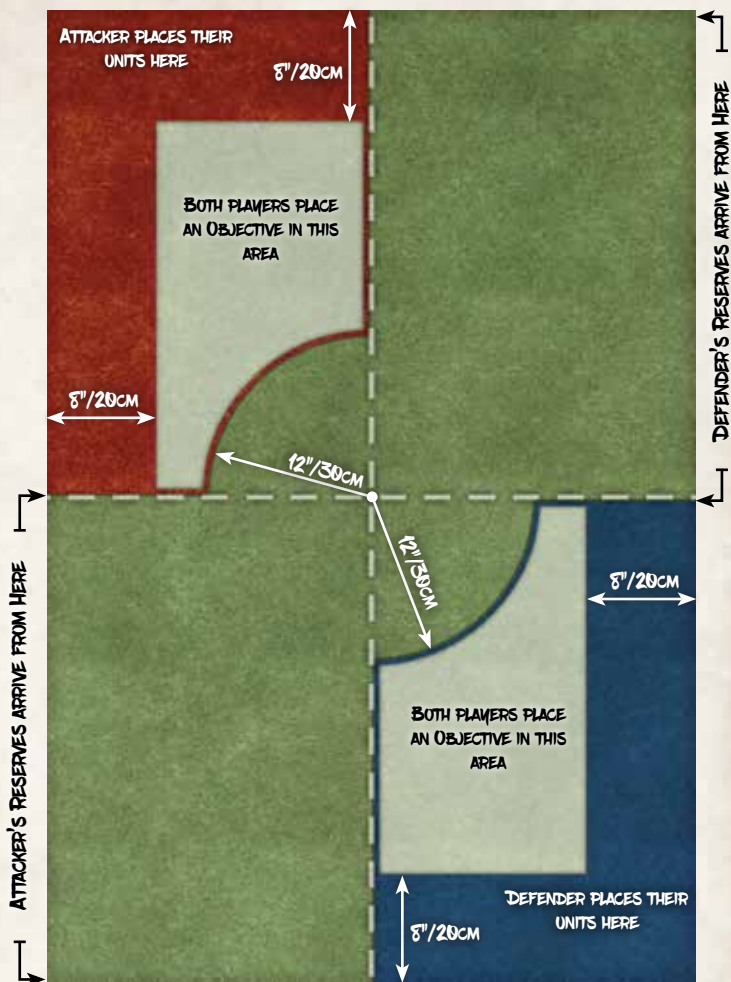 Attacker places their
units here
8"/20cm
Both players place
an Objective in this
area
8"/20cm
12"/30cm
Defender's Reserves arrive from Here
12"/30cm
8"/20cm
Attacker's Reserves arrive from Here
Both players place
an Objective in this
area
Defender places their
units here
8"/20cm